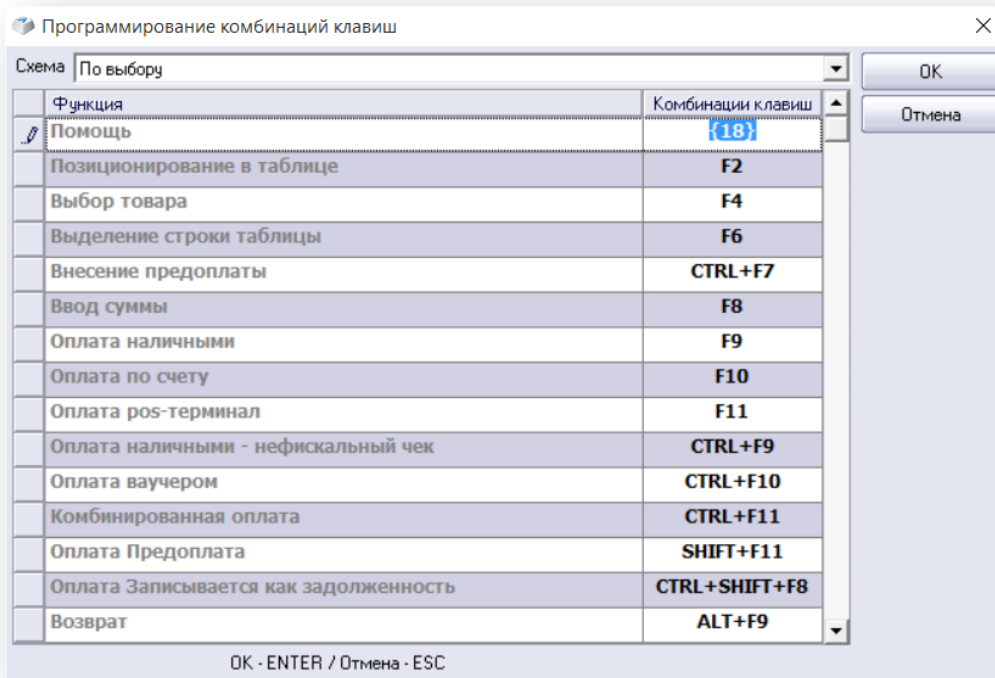 Программирование комбинаций клавиш
Схема По выбору
OK
Отмена
Функция Комбинации клавиш
Помощь {18}
Позиционирование в таблице F2
Выбор товара F4
Выделение строки таблицы F6
Внесение предоплаты CTRL+F7
Ввод суммы F8
Оплата наличными F9
Оплата по счету F10
Оплата pos-терминал F11
Оплата наличными - нефискальный чек CTRL+F9
Оплата ваучером CTRL+F10
Комбинированная оплата CTRL+F11
Оплата Предоплата SHIFT+F11
Оплата Записывается как задолженность CTRL+SHIFT+F8
Возврат ALT+F9
OK - ENTER / Отмена - ESC